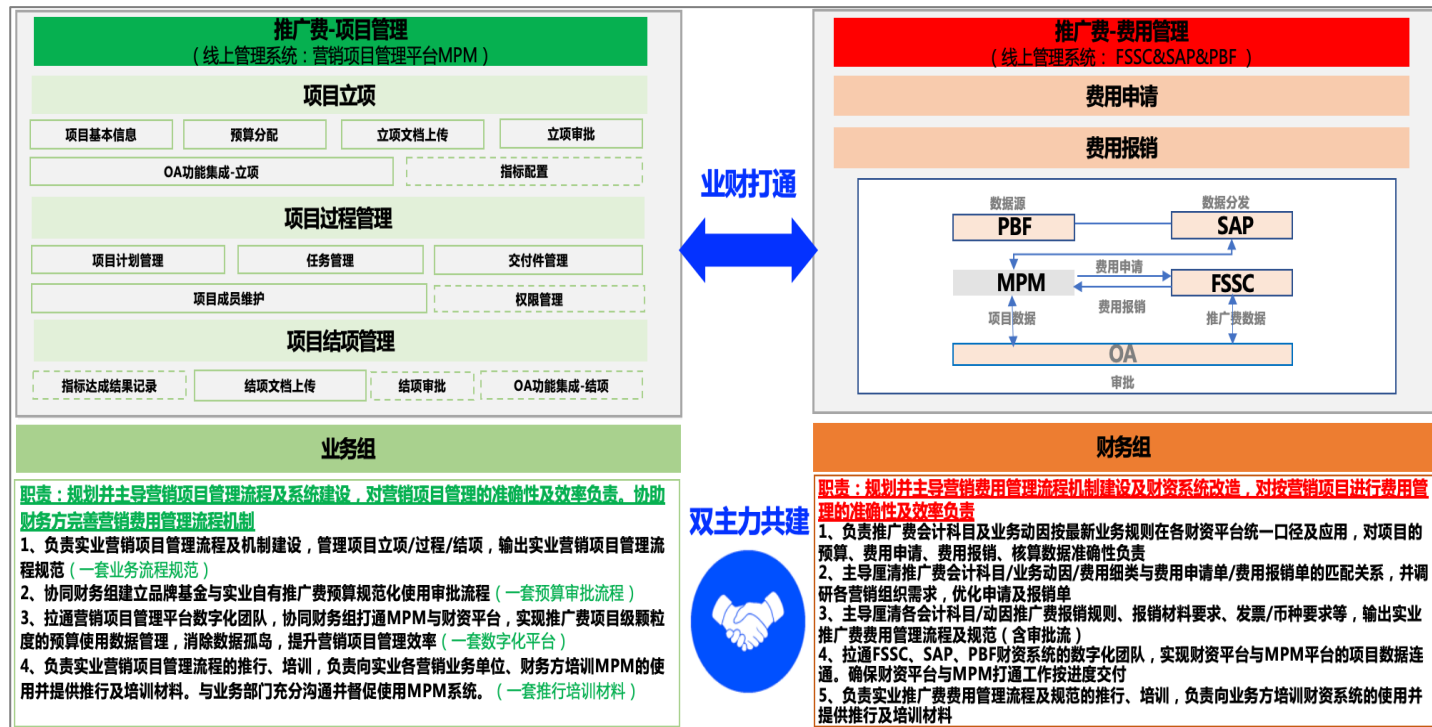 推广费-项目管理
（线上管理系统：营销项目管理平台MPM）
项目立项
项目基本信息
预算分配
立项文档上传
立项审批
OA功能集成-立项
指标配置
项目过程管理
项目计划管理
任务管理
交付件管理
项目成员维护
权限管理
项目结项管理
指标达成结果记录
结项文档上传
结项审批
OA功能集成-结项
业财打通
推广费-费用管理
（线上管理系统： FSSC&SAP&PBF ）
费用申请
费用报销
数据源
数据分发
PBF
SAP
MPM
费用申请
FSSC
费用报销
项目数据
推广费数据
OA
审批
业务组
职责：规划并主导营销项目管理流程及系统建设，对营销项目管理的准确性及效率负责。协助
财务方完善营销费用管理流程机制
1、负责实业营销项目管理流程及机制建设，管理项目立项/过程/结项，输出实业营销项目管理流
程规范（一套业务流程规范）
2、协同财务组建立品牌基金与实业自有推广费预算规范化使用审批流程（一套预算审批流程）
3、拉通营销项目管理平台数字化团队，协同财务组打通MPM与财资平台，实现推广费项目级颗粒
度的预算使用数据管理，消除数据孤岛，提升营销项目管理效率（一套数字化平台）
4、负责实业营销项目管理流程的推行、培训，负责向实业各营销业务单位、财务方培训MPM的使
用并提供推行及培训材料。与业务部门充分沟通并督促使用MPM系统。（一套推行培训材料）
双主力共建
财务组
职责：规划并主导营销费用管理流程机制建设及财资系统改造，对按营销项目进行费用管
理的准确性及效率负责
1、负责推广费会计科目及业务动因按最新业务规则在各财资平台统一口径及应用，对项目的
预算、费用申请、费用报销、核算数据准确性负责
2、主导厘清推广费会计科目/业务动因/费用细类与费用申请单/费用报销单的匹配关系，并调
研各营销组织需求，优化申请及报销单
3、主导厘清各会计科目/动因推广费报销规则、报销材料要求、发票/币种要求等，输出实业
推广费费用管理流程及规范（含审批流）
4、拉通FSSC、SAP、PBF财资系统的数字化团队，实现财资平台与MPM平台的项目数据连
通。确保财资平台与MPM打通工作按进度交付
5、负责实业推广费费用管理流程及规范的推行、培训，负责向业务方培训财资系统的使用并
提供推行及培训材料